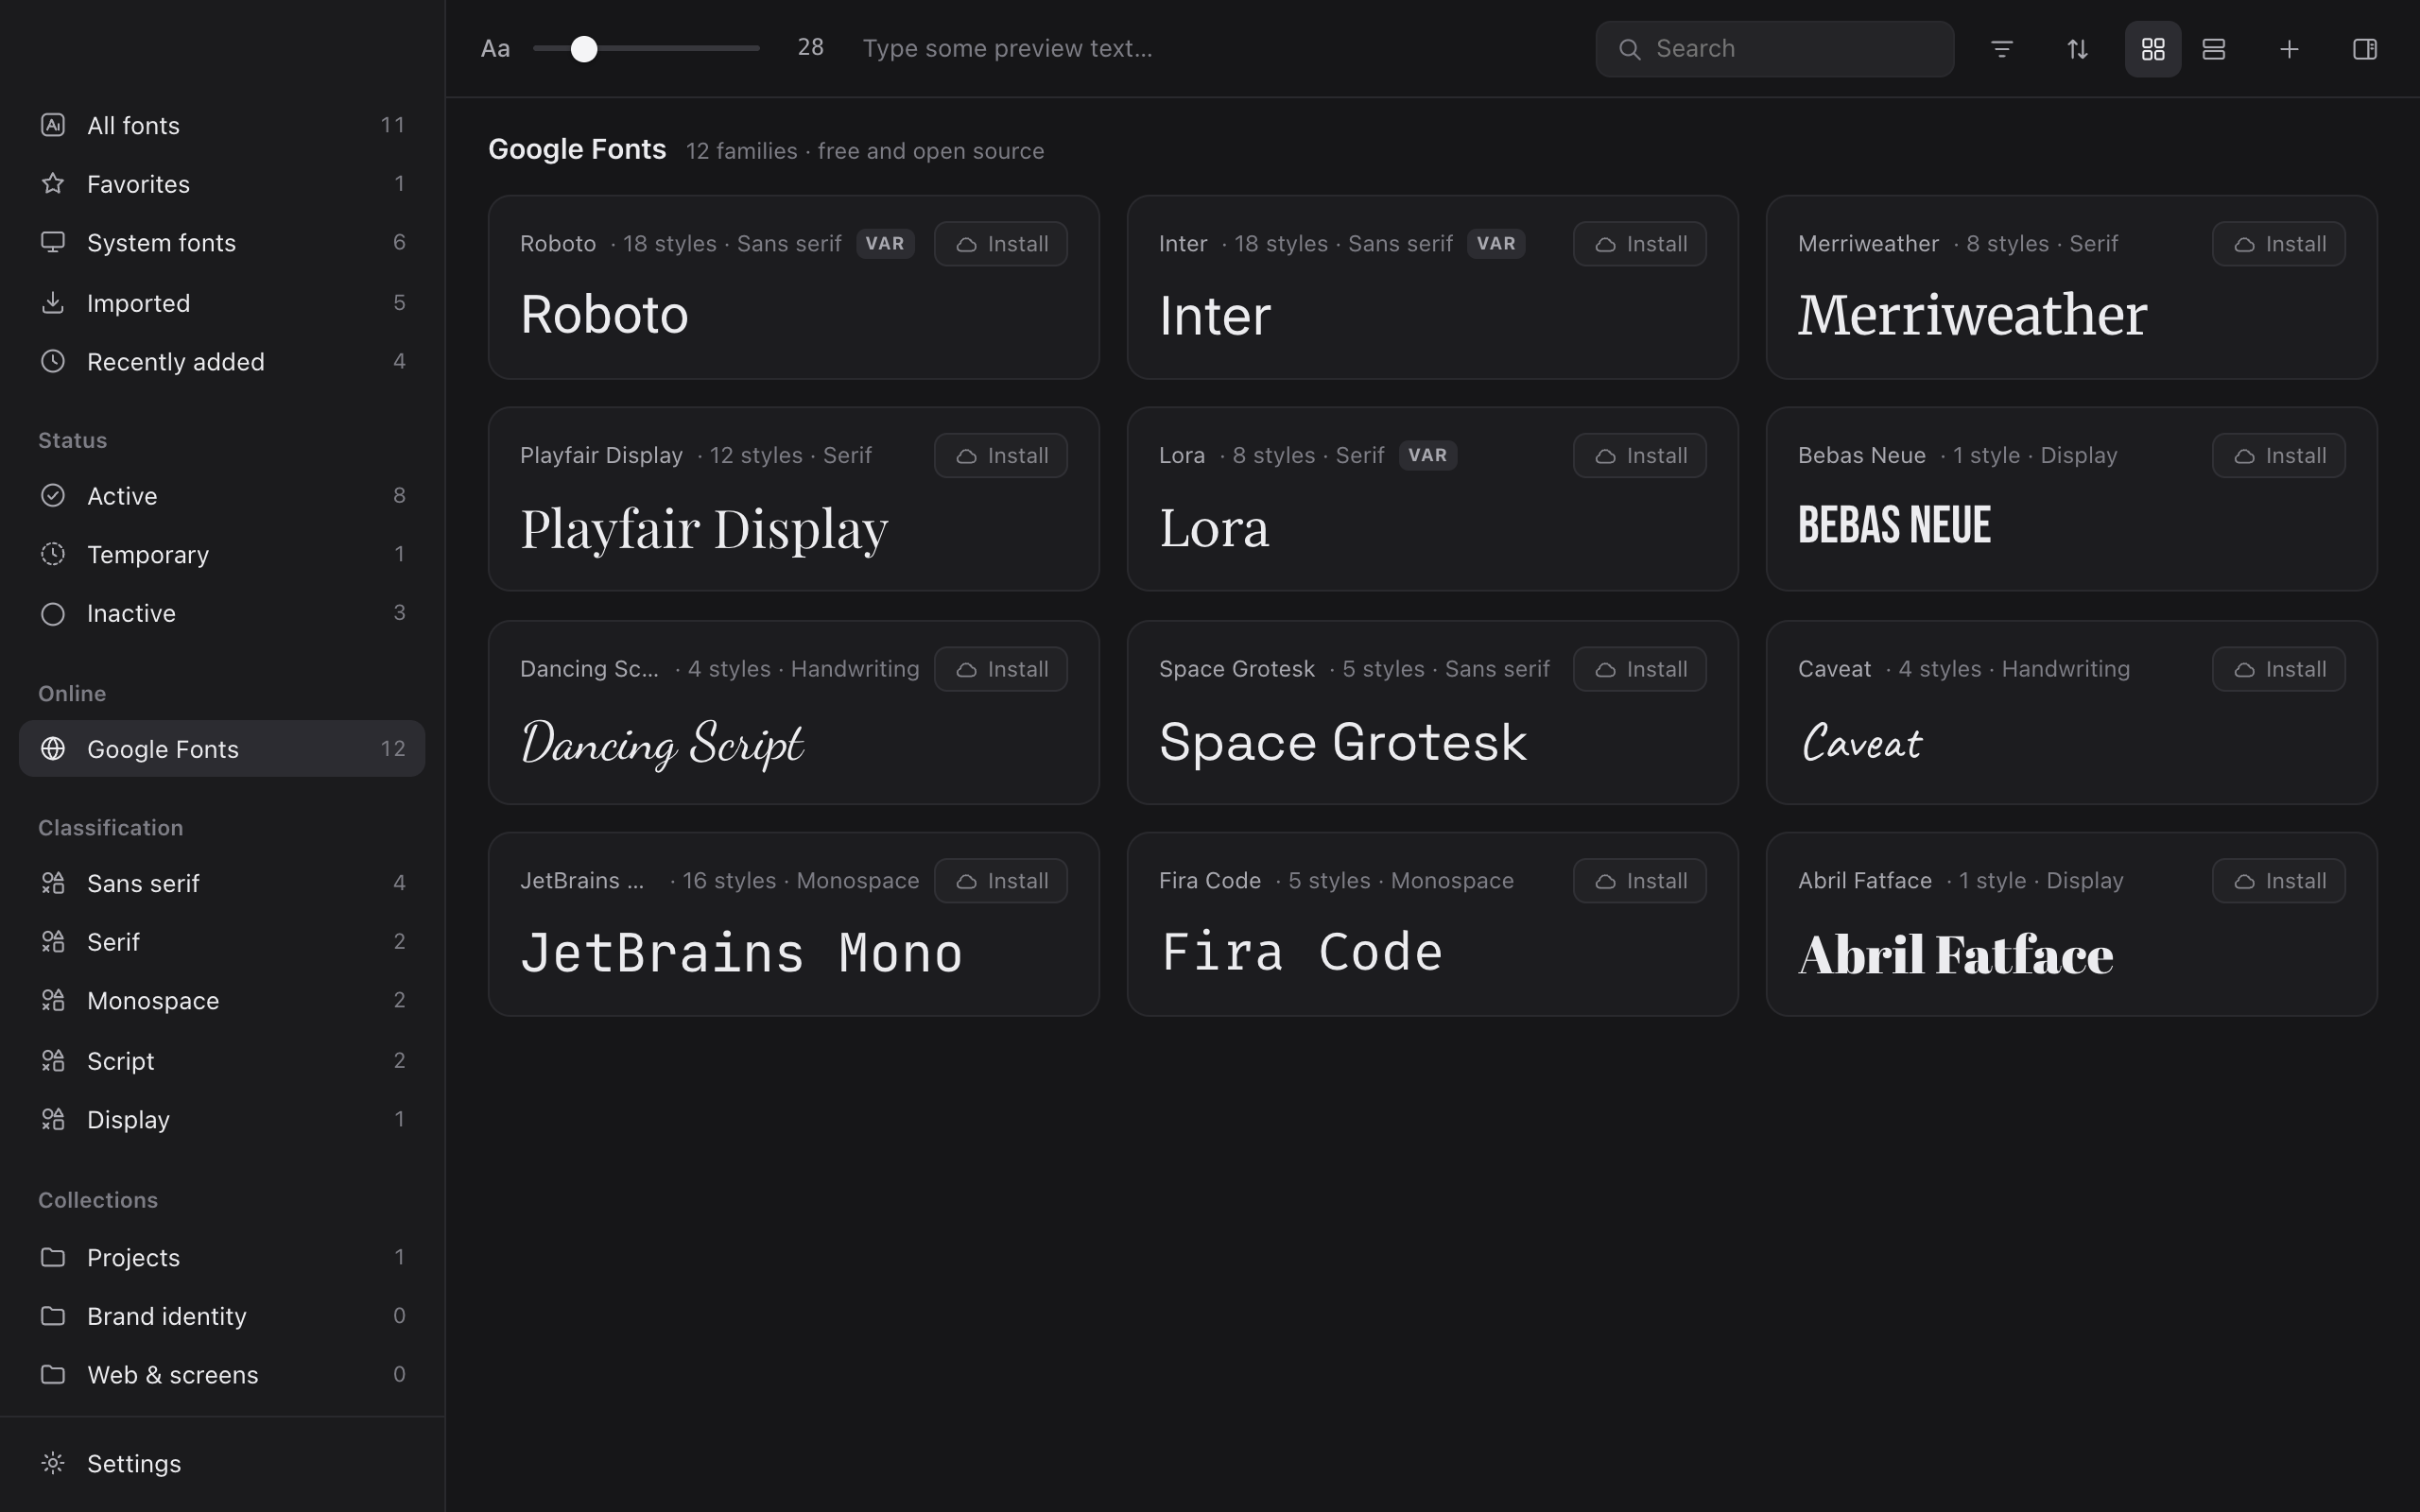 Aa 28 Type some preview text... Search
All fonts 11
Favorites 1
System fonts 6
Imported 5
Recently added 4
Status
Active 8
Temporary 1
Inactive 3
Online
Google Fonts 12
Classification
Sans serif 4
Serif 2
Monospace 2
Script 2
Display 1
Collections
Projects 1
Brand identity 0
Web & screens 0
Settings
Google Fonts 12 families · free and open source
Roboto · 18 styles · Sans serif VAR Install
Roboto
Inter · 18 styles · Sans serif VAR Install
Inter
Merriweather · 8 styles · Serif Install
Merriweather
Playfair Display · 12 styles · Serif Install
Playfair Display
Lora · 8 styles · Serif VAR Install
Lora
Bebas Neue · 1 style · Display Install
BEBAS NEUE
Dancing Sc... · 4 styles · Handwriting Install
Dancing Script
Space Grotesk · 5 styles · Sans serif Install
Space Grotesk
Caveat · 4 styles · Handwriting Install
Caveat
JetBrains ... · 16 styles · Monospace Install
JetBrains Mono
Fira Code · 5 styles · Monospace Install
Fira Code
Abril Fatface · 1 style · Display Install
Abril Fatface